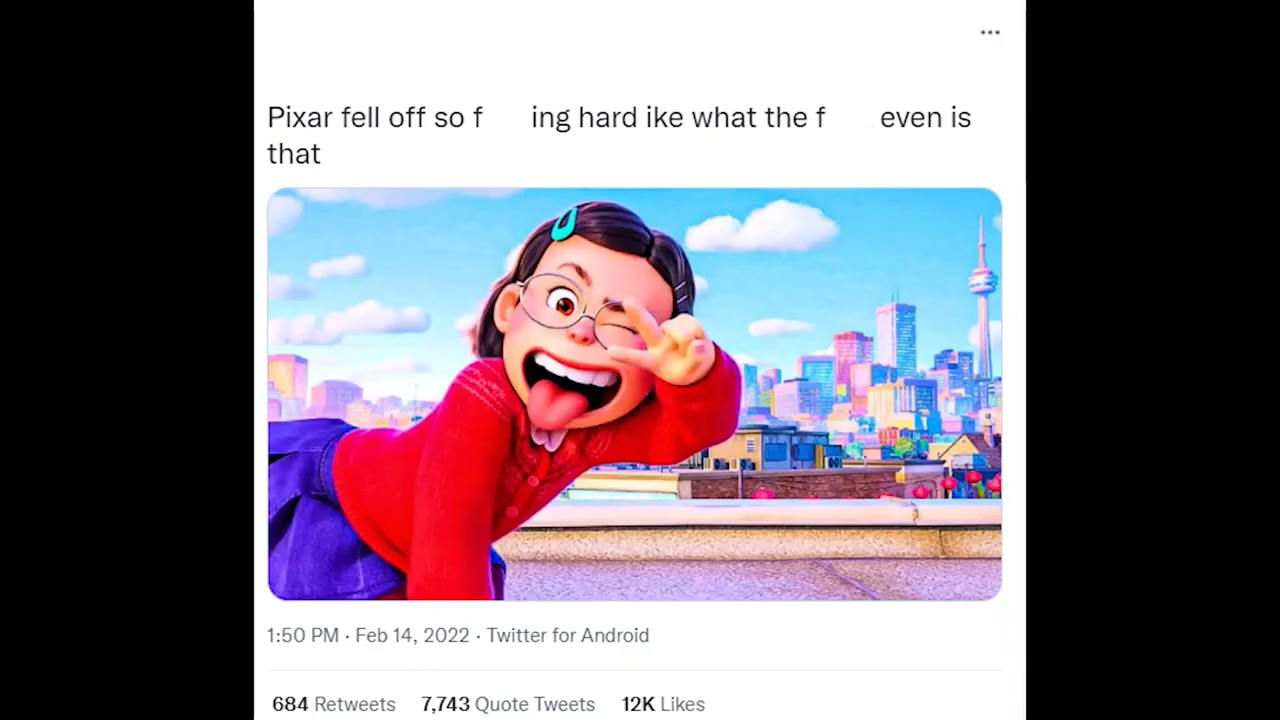 Pixar fell off so f ing hard ike what the f even is
that
1:50 PM · Feb 14, 2022 · Twitter for Android
684 Retweets 7,743 Quote Tweets 12K Likes